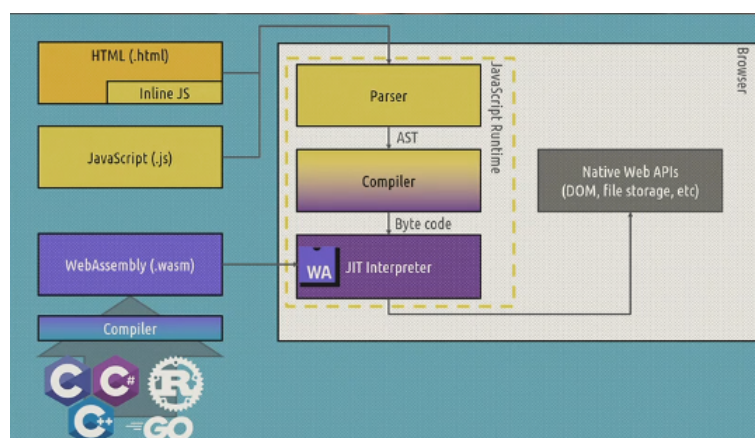 HTML (.html)
Inline JS
JavaScript (.js)
WebAssembly (.wasm)
Compiler
C
C#
C++
R
GO
Browser
JavaScript Runtime
Parser
AST
Compiler
Byte code
WA
JIT Interpreter
Native Web APIs
(DOM, file storage, etc)